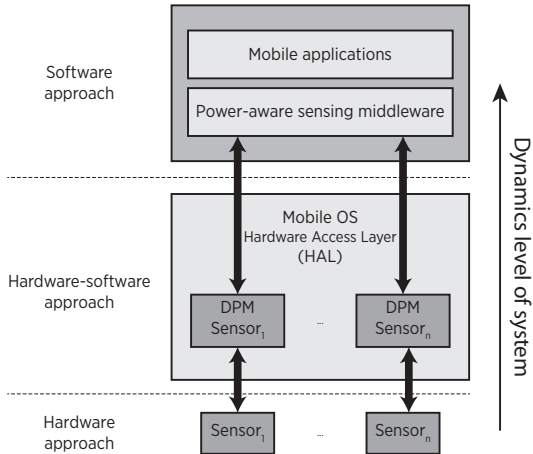 Software
approach
Mobile applications
Power-aware sensing middleware
Hardware-software
approach
Mobile OS
Hardware Access Layer
(HAL)
DPM
Sensor1
...
DPM
Sensorn
Hardware
approach
Sensor1
...
Sensorn
Dynamics level of system